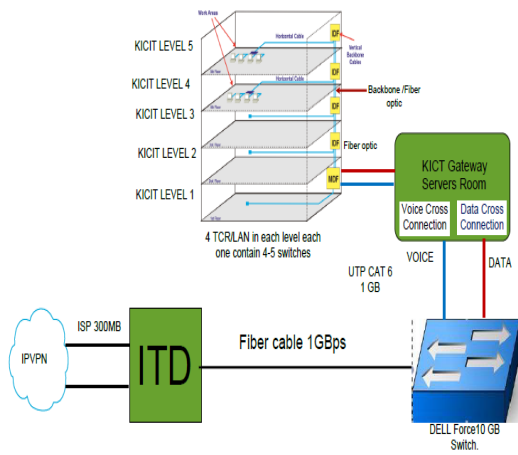 Work Areas
KICIT LEVEL 5
Horizontal Cable
IDF
Vertical
Backbone
Cables
IDF
KICIT LEVEL 4
Horizontal Cable
IDF
Backbone /Fiber
optic
KICIT LEVEL 3
IDF
Fiber optic
KICIT LEVEL 2
MDF
KICIT LEVEL 1
4 TCR/LAN in each level each
one contain 4-5 switches
KICT Gateway
Servers Room
Voice Cross
Connection
Data Cross
Connection
VOICE
DATA
UTP CAT 6
1 GB
IPVPN
ISP 300MB
ITD
Fiber cable 1GBps
DELL Force10 GB
Switch.